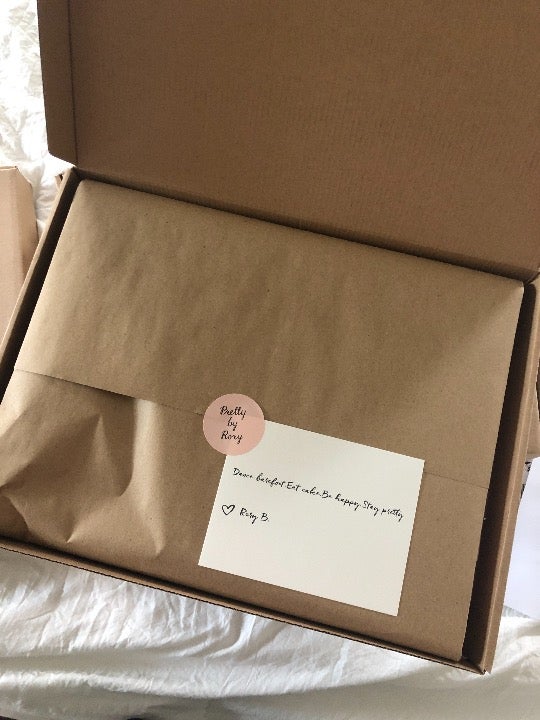 Pretty
by
Rory
Dance barefoot.Eat cake.Be happy.Stay pretty
♡ Rory B.